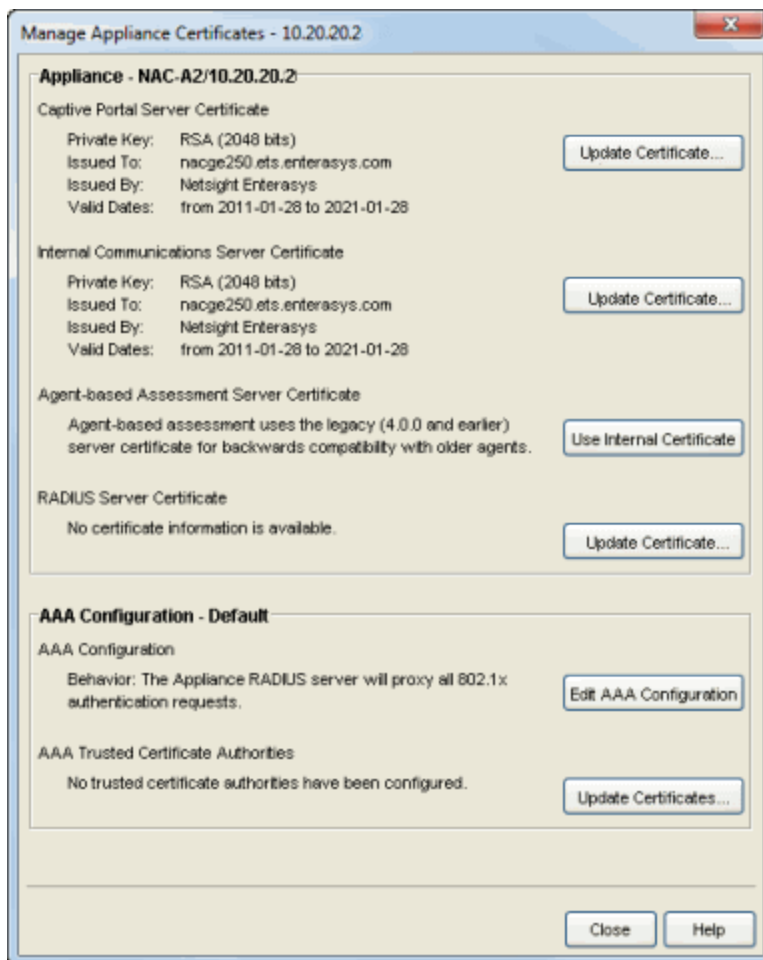 Manage Appliance Certificates - 10.20.20.2
Appliance - NAC-A2/10.20.20.2
Captive Portal Server Certificate
Private Key: RSA (2048 bits)
Issued To: nacge250.ets.enterasys.com
Issued By: Netsight Enterasys
Valid Dates: from 2011-01-28 to 2021-01-28
Update Certificate...
Internal Communications Server Certificate
Private Key: RSA (2048 bits)
Issued To: nacge250.ets.enterasys.com
Issued By: Netsight Enterasys
Valid Dates: from 2011-01-28 to 2021-01-28
Update Certificate...
Agent-based Assessment Server Certificate
Agent-based assessment uses the legacy (4.0.0 and earlier)
server certificate for backwards compatibility with older agents.
Use Internal Certificate
RADIUS Server Certificate
No certificate information is available.
Update Certificate...
AAA Configuration - Default
AAA Configuration
Behavior: The Appliance RADIUS server will proxy all 802.1x
authentication requests.
Edit AAA Configuration
AAA Trusted Certificate Authorities
No trusted certificate authorities have been configured.
Update Certificates...
Close
Help